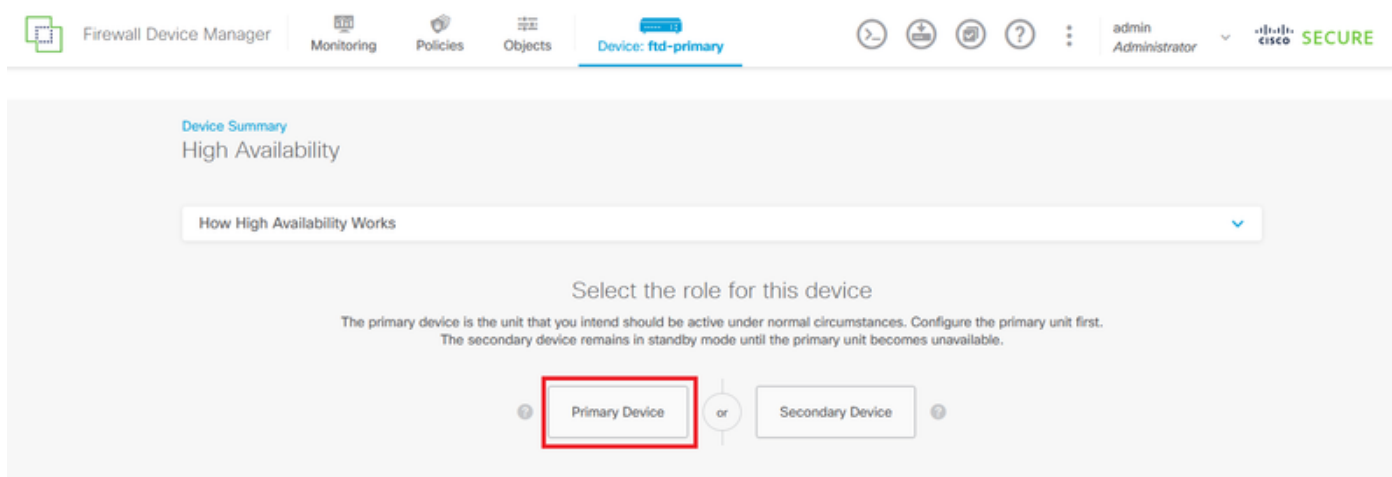 Firewall Device Manager
Monitoring
Policies
Objects
Device: ftd-primary
admin
Administrator
cisco SECURE
Device Summary
High Availability
How High Availability Works
Select the role for this device
The primary device is the unit that you intend should be active under normal circumstances. Configure the primary unit first.
The secondary device remains in standby mode until the primary unit becomes unavailable.
Primary Device
or
Secondary Device